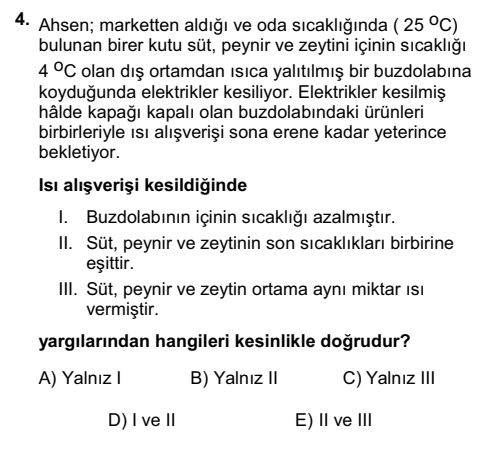 4. Ahsen; marketten aldığı ve oda sıcaklığında ( 25 ⁰C)
bulunan birer kutu süt, peynir ve zeytini içinin sıcaklığı
4 ⁰C olan dış ortamdan ısıca yalıtılmış bir buzdolabına
koyduğunda elektrikler kesiliyor. Elektrikler kesilmiş
hâlde kapağı kapalı olan buzdolabındaki ürünleri
birbirleriyle ısı alışverişi sona erene kadar yeterince
bekletiyor.
Isı alışverişi kesildiğinde
I. Buzdolabının içinin sıcaklığı azalmıştır.
II. Süt, peynir ve zeytinin son sıcaklıkları birbirine
eşittir.
III. Süt, peynir ve zeytin ortama aynı miktar ısı
vermiştir.
yargılarından hangileri kesinlikle doğrudur?
A) Yalnız I B) Yalnız II C) Yalnız III
D) I ve II E) II ve III